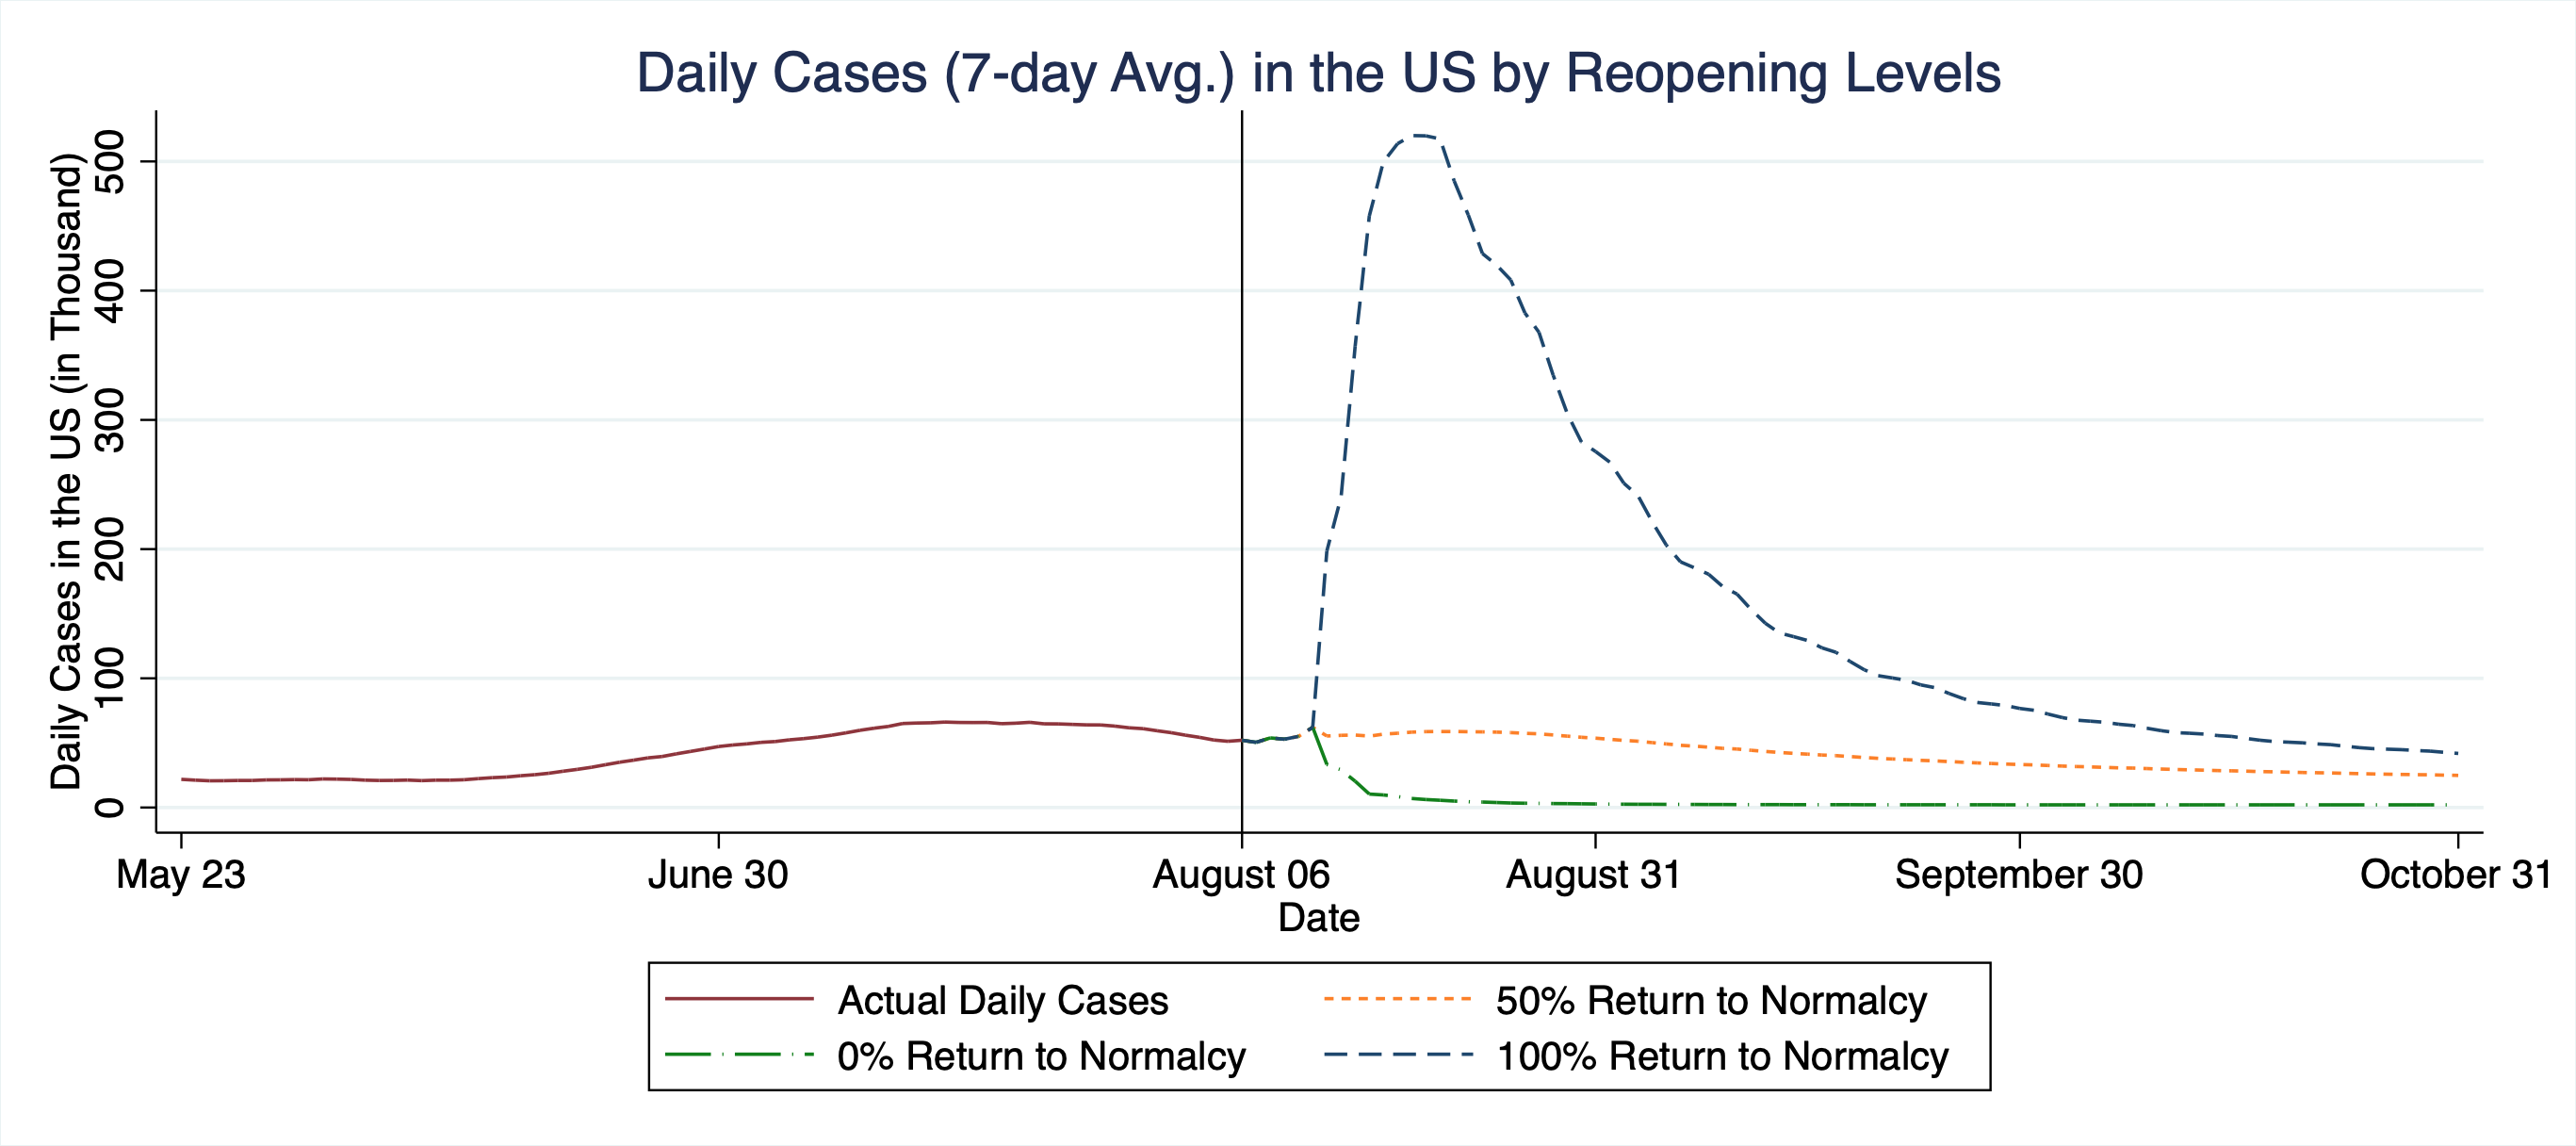 Daily Cases (7-day Avg.) in the US by Reopening Levels
Daily Cases in the US (in Thousand)
500
400
300
200
100
0
May 23
June 30
August 06
August 31
September 30
October 31
Date
Actual Daily Cases
50% Return to Normalcy
0% Return to Normalcy
100% Return to Normalcy